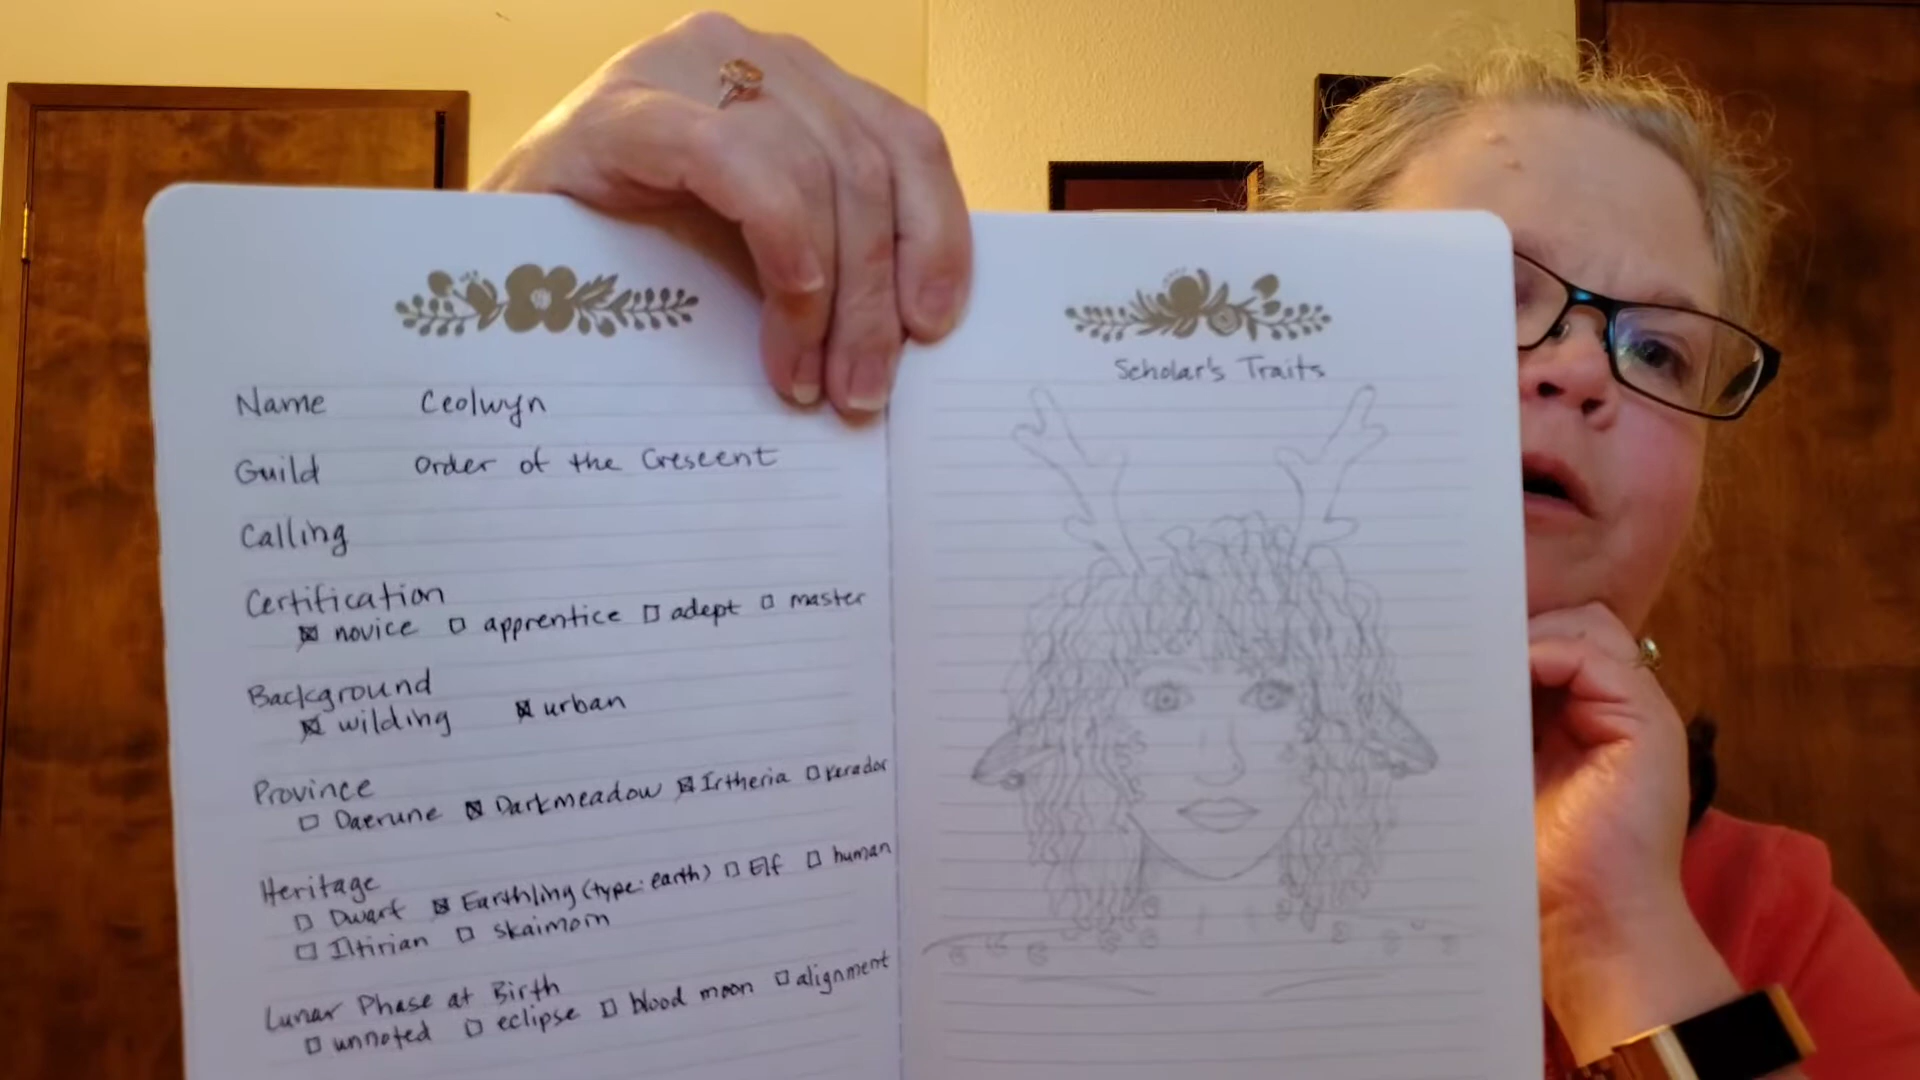 Name Ceolwyn
Guild Order of the Crescent
Calling
Certification
☒ novice ☐ apprentice ☐ adept ☐ master
Background
☒ wilding ☒ urban
Province
☐ Daerune ☒ Darkmeadow ☒ Irtheria ☐ Kerador
Heritage
☐ Dwarf ☒ Earthling (type: earth) ☐ Elf ☐ human
☐ Iltirian ☐ skaimorn
Lunar Phase at Birth
☐ unnoted ☐ eclipse ☐ blood moon ☐ alignment
Scholar's Traits